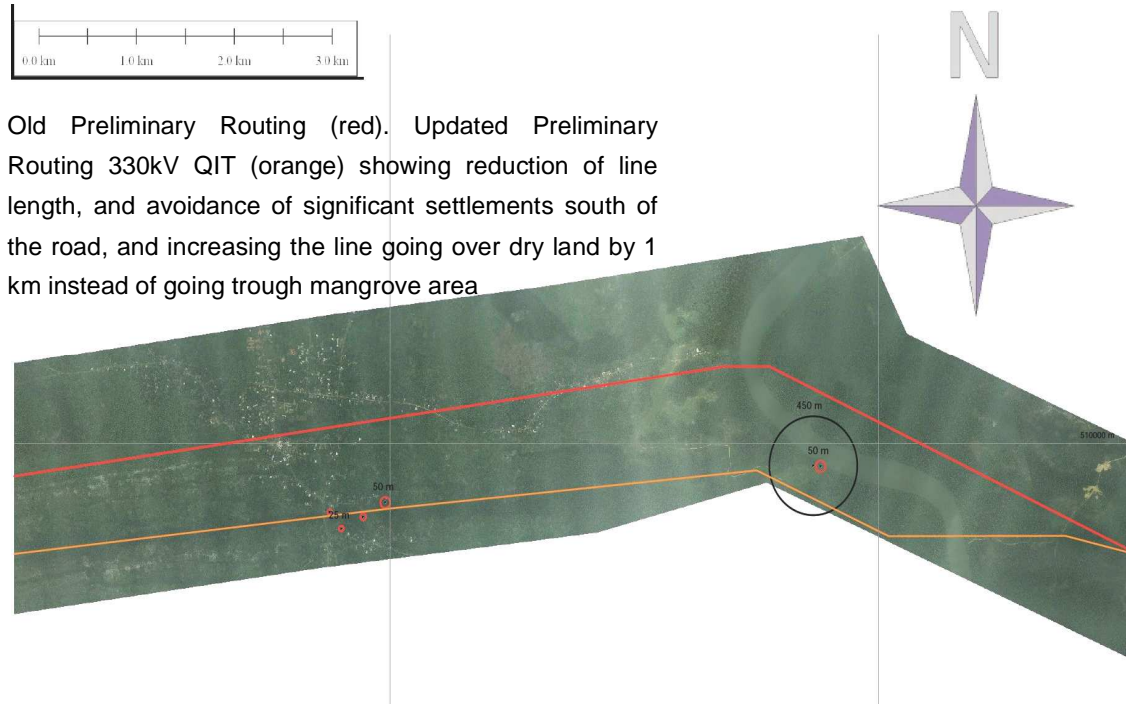 0.0 km 1.0 km 2.0 km 3.0 km
N
Old Preliminary Routing (red). Updated Preliminary
Routing 330kV QIT (orange) showing reduction of line
length, and avoidance of significant settlements south of
the road, and increasing the line going over dry land by 1
km instead of going trough mangrove area
450 m
510000 m
50 m
50 m
25 m